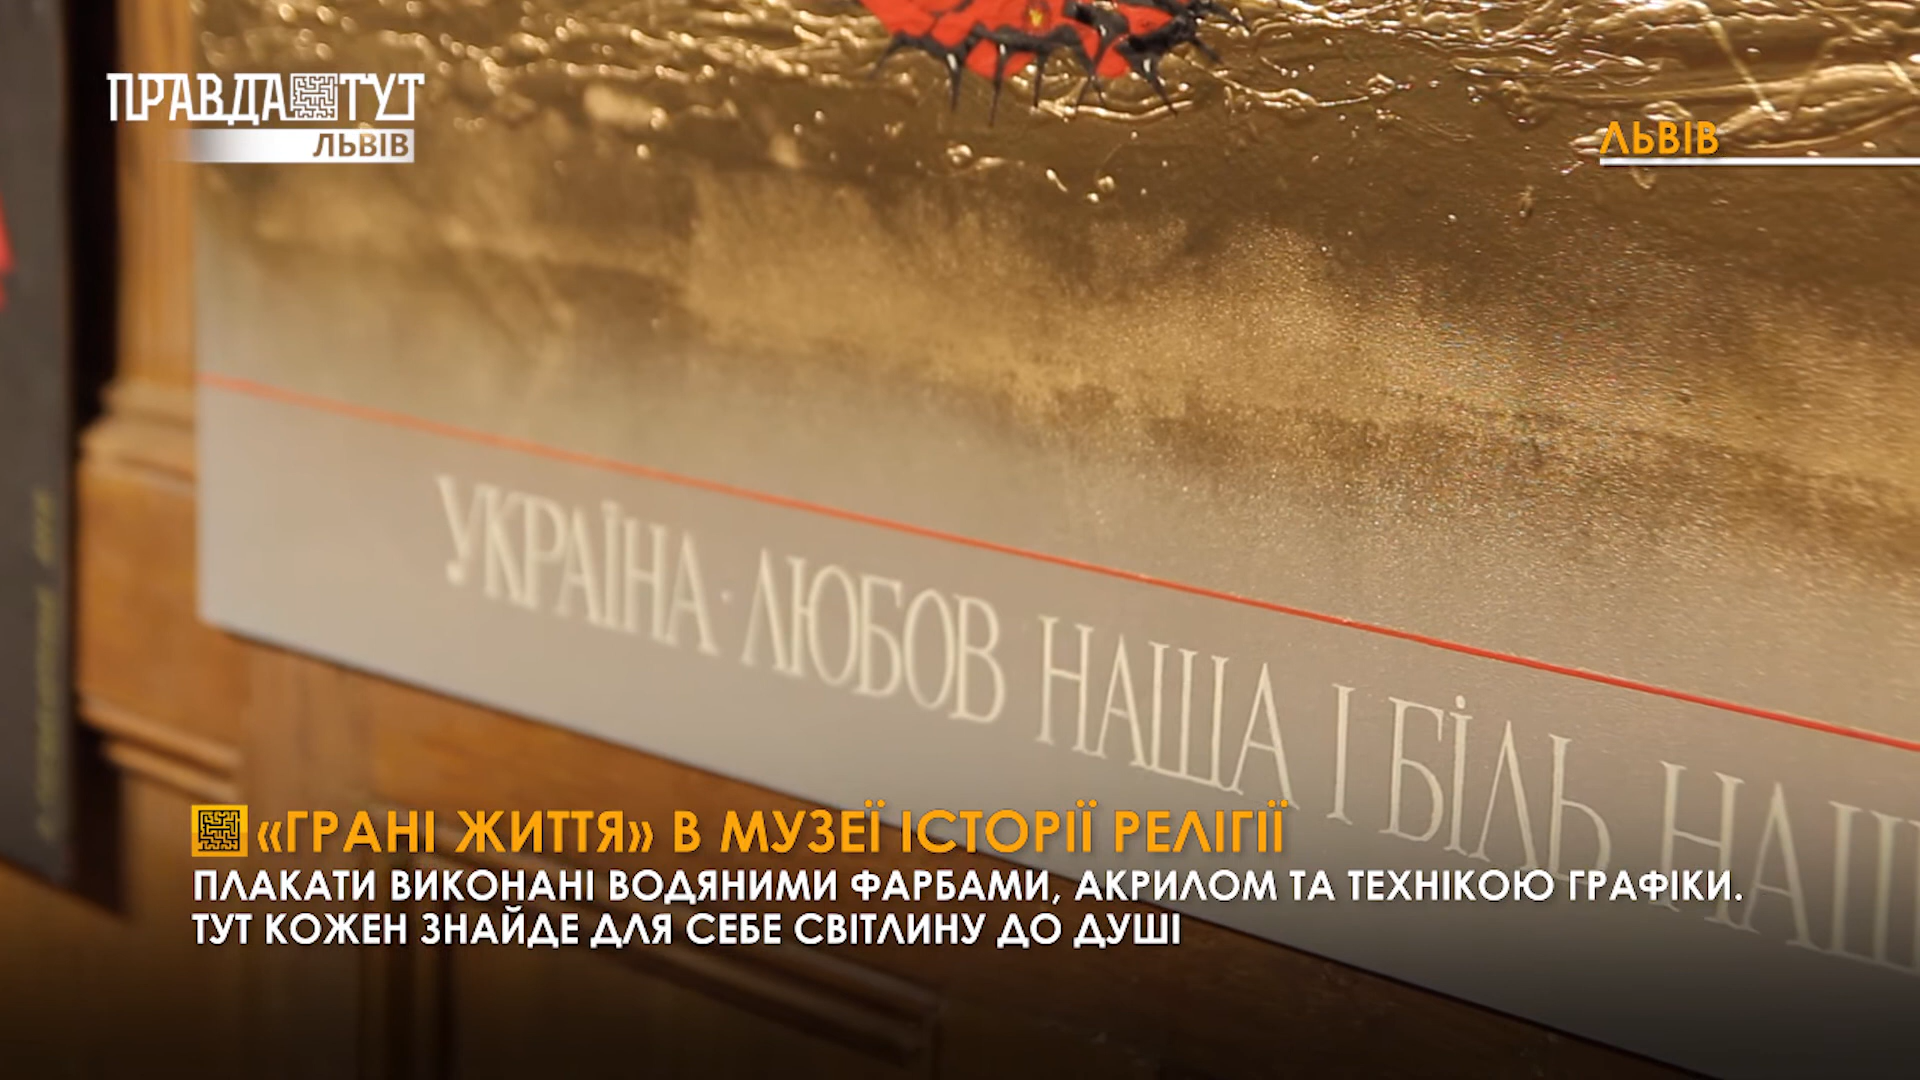 ПРАВДА ТУТ
ЛЬВІВ
ЛЬВІВ
УКРАЇНА · ЛЮБОВ НАША І БІЛЬ
«ГРАНІ ЖИТТЯ» В МУЗЕЇ ІСТОРІЇ РЕЛІГІЇ
ПЛАКАТИ ВИКОНАНІ ВОДЯНИМИ ФАРБАМИ, АКРИЛОМ ТА ТЕХНІКОЮ ГРАФІКИ.
ТУТ КОЖЕН ЗНАЙДЕ ДЛЯ СЕБЕ СВІТЛИНУ ДО ДУШІ